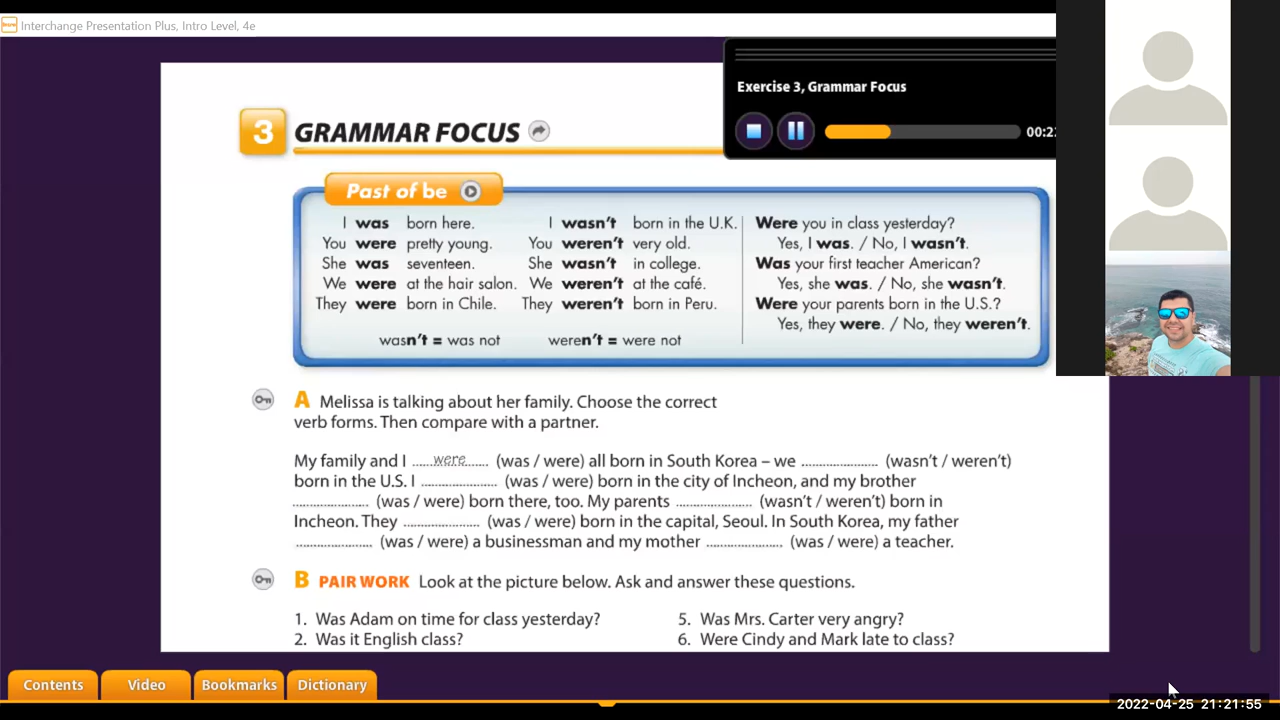 Interchange Presentation Plus, Intro Level, 4e
Exercise 3, Grammar Focus
3 GRAMMAR FOCUS
Past of be
I was born here. I wasn't born in the U.K. Were you in class yesterday?
You were pretty young. You weren't very old. Yes, I was. / No, I wasn't.
She was seventeen. She wasn't in college. Was your first teacher American?
We were at the hair salon. We weren't at the café. Yes, she was. / No, she wasn't.
They were born in Chile. They weren't born in Peru. Were your parents born in the U.S.?
Yes, they were. / No, they weren't.
wasn't = was not weren't = were not
A Melissa is talking about her family. Choose the correct
verb forms. Then compare with a partner.
My family and I were (was / were) all born in South Korea – we (wasn't / weren't)
born in the U.S. I (was / were) born in the city of Incheon, and my brother
(was / were) born there, too. My parents (wasn't / weren't) born in
Incheon. They (was / were) born in the capital, Seoul. In South Korea, my father
(was / were) a businessman and my mother (was / were) a teacher.
B PAIR WORK Look at the picture below. Ask and answer these questions.
1. Was Adam on time for class yesterday? 5. Was Mrs. Carter very angry?
2. Was it English class? 6. Were Cindy and Mark late to class?
Contents Video Bookmarks Dictionary
2022-04-25 21:21:55